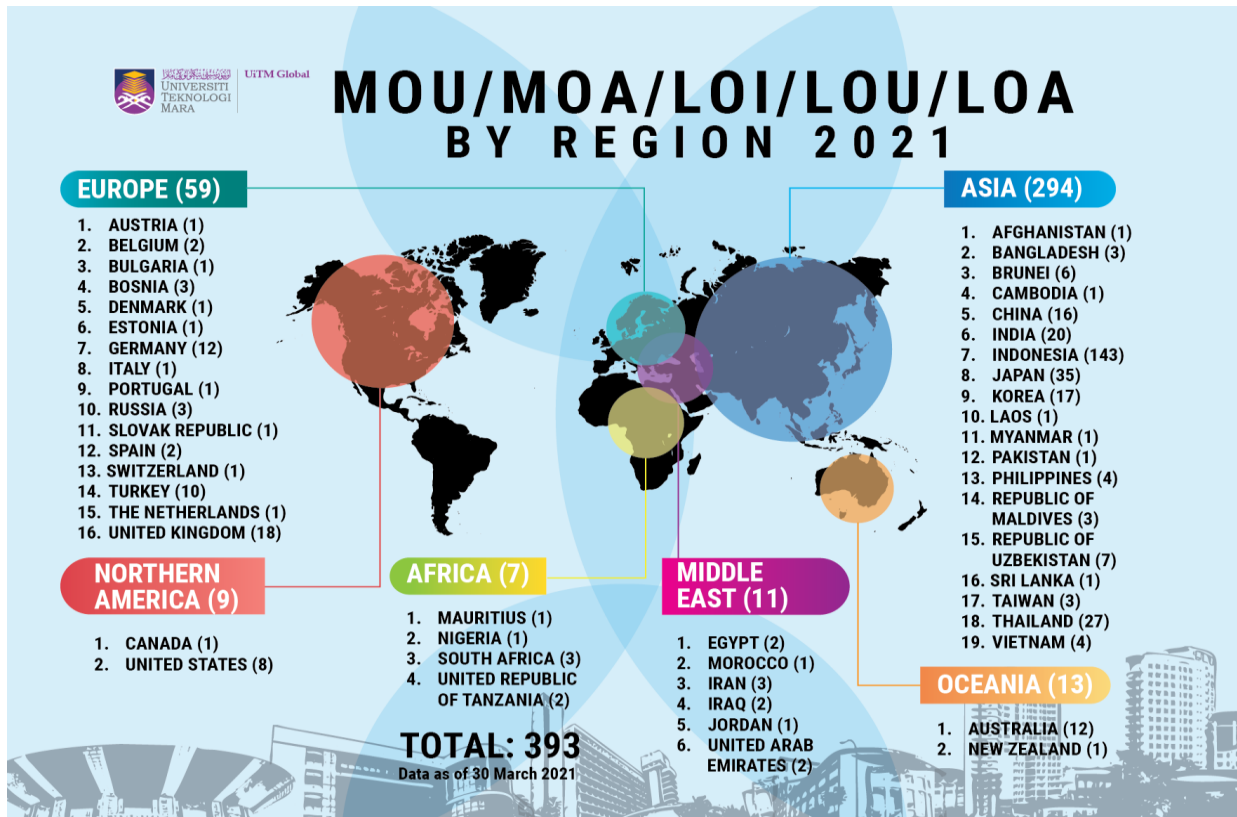 UNIVERSITI
TEKNOLOGI
MARA
UiTM Global
MOU/MOA/LOI/LOU/LOA
BY REGION 2021
EUROPE (59)
1. AUSTRIA (1)
2. BELGIUM (2)
3. BULGARIA (1)
4. BOSNIA (3)
5. DENMARK (1)
6. ESTONIA (1)
7. GERMANY (12)
8. ITALY (1)
9. PORTUGAL (1)
10. RUSSIA (3)
11. SLOVAK REPUBLIC (1)
12. SPAIN (2)
13. SWITZERLAND (1)
14. TURKEY (10)
15. THE NETHERLANDS (1)
16. UNITED KINGDOM (18)
ASIA (294)
1. AFGHANISTAN (1)
2. BANGLADESH (3)
3. BRUNEI (6)
4. CAMBODIA (1)
5. CHINA (16)
6. INDIA (20)
7. INDONESIA (143)
8. JAPAN (35)
9. KOREA (17)
10. LAOS (1)
11. MYANMAR (1)
12. PAKISTAN (1)
13. PHILIPPINES (4)
14. REPUBLIC OF
MALDIVES (3)
15. REPUBLIC OF
UZBEKISTAN (7)
16. SRI LANKA (1)
17. TAIWAN (3)
18. THAILAND (27)
19. VIETNAM (4)
NORTHERN
AMERICA (9)
1. CANADA (1)
2. UNITED STATES (8)
AFRICA (7)
1. MAURITIUS (1)
2. NIGERIA (1)
3. SOUTH AFRICA (3)
4. UNITED REPUBLIC
OF TANZANIA (2)
MIDDLE
EAST (11)
1. EGYPT (2)
2. MOROCCO (1)
3. IRAN (3)
4. IRAQ (2)
5. JORDAN (1)
6. UNITED ARAB
EMIRATES (2)
OCEANIA (13)
1. AUSTRALIA (12)
2. NEW ZEALAND (1)
TOTAL: 393
Data as of 30 March 2021